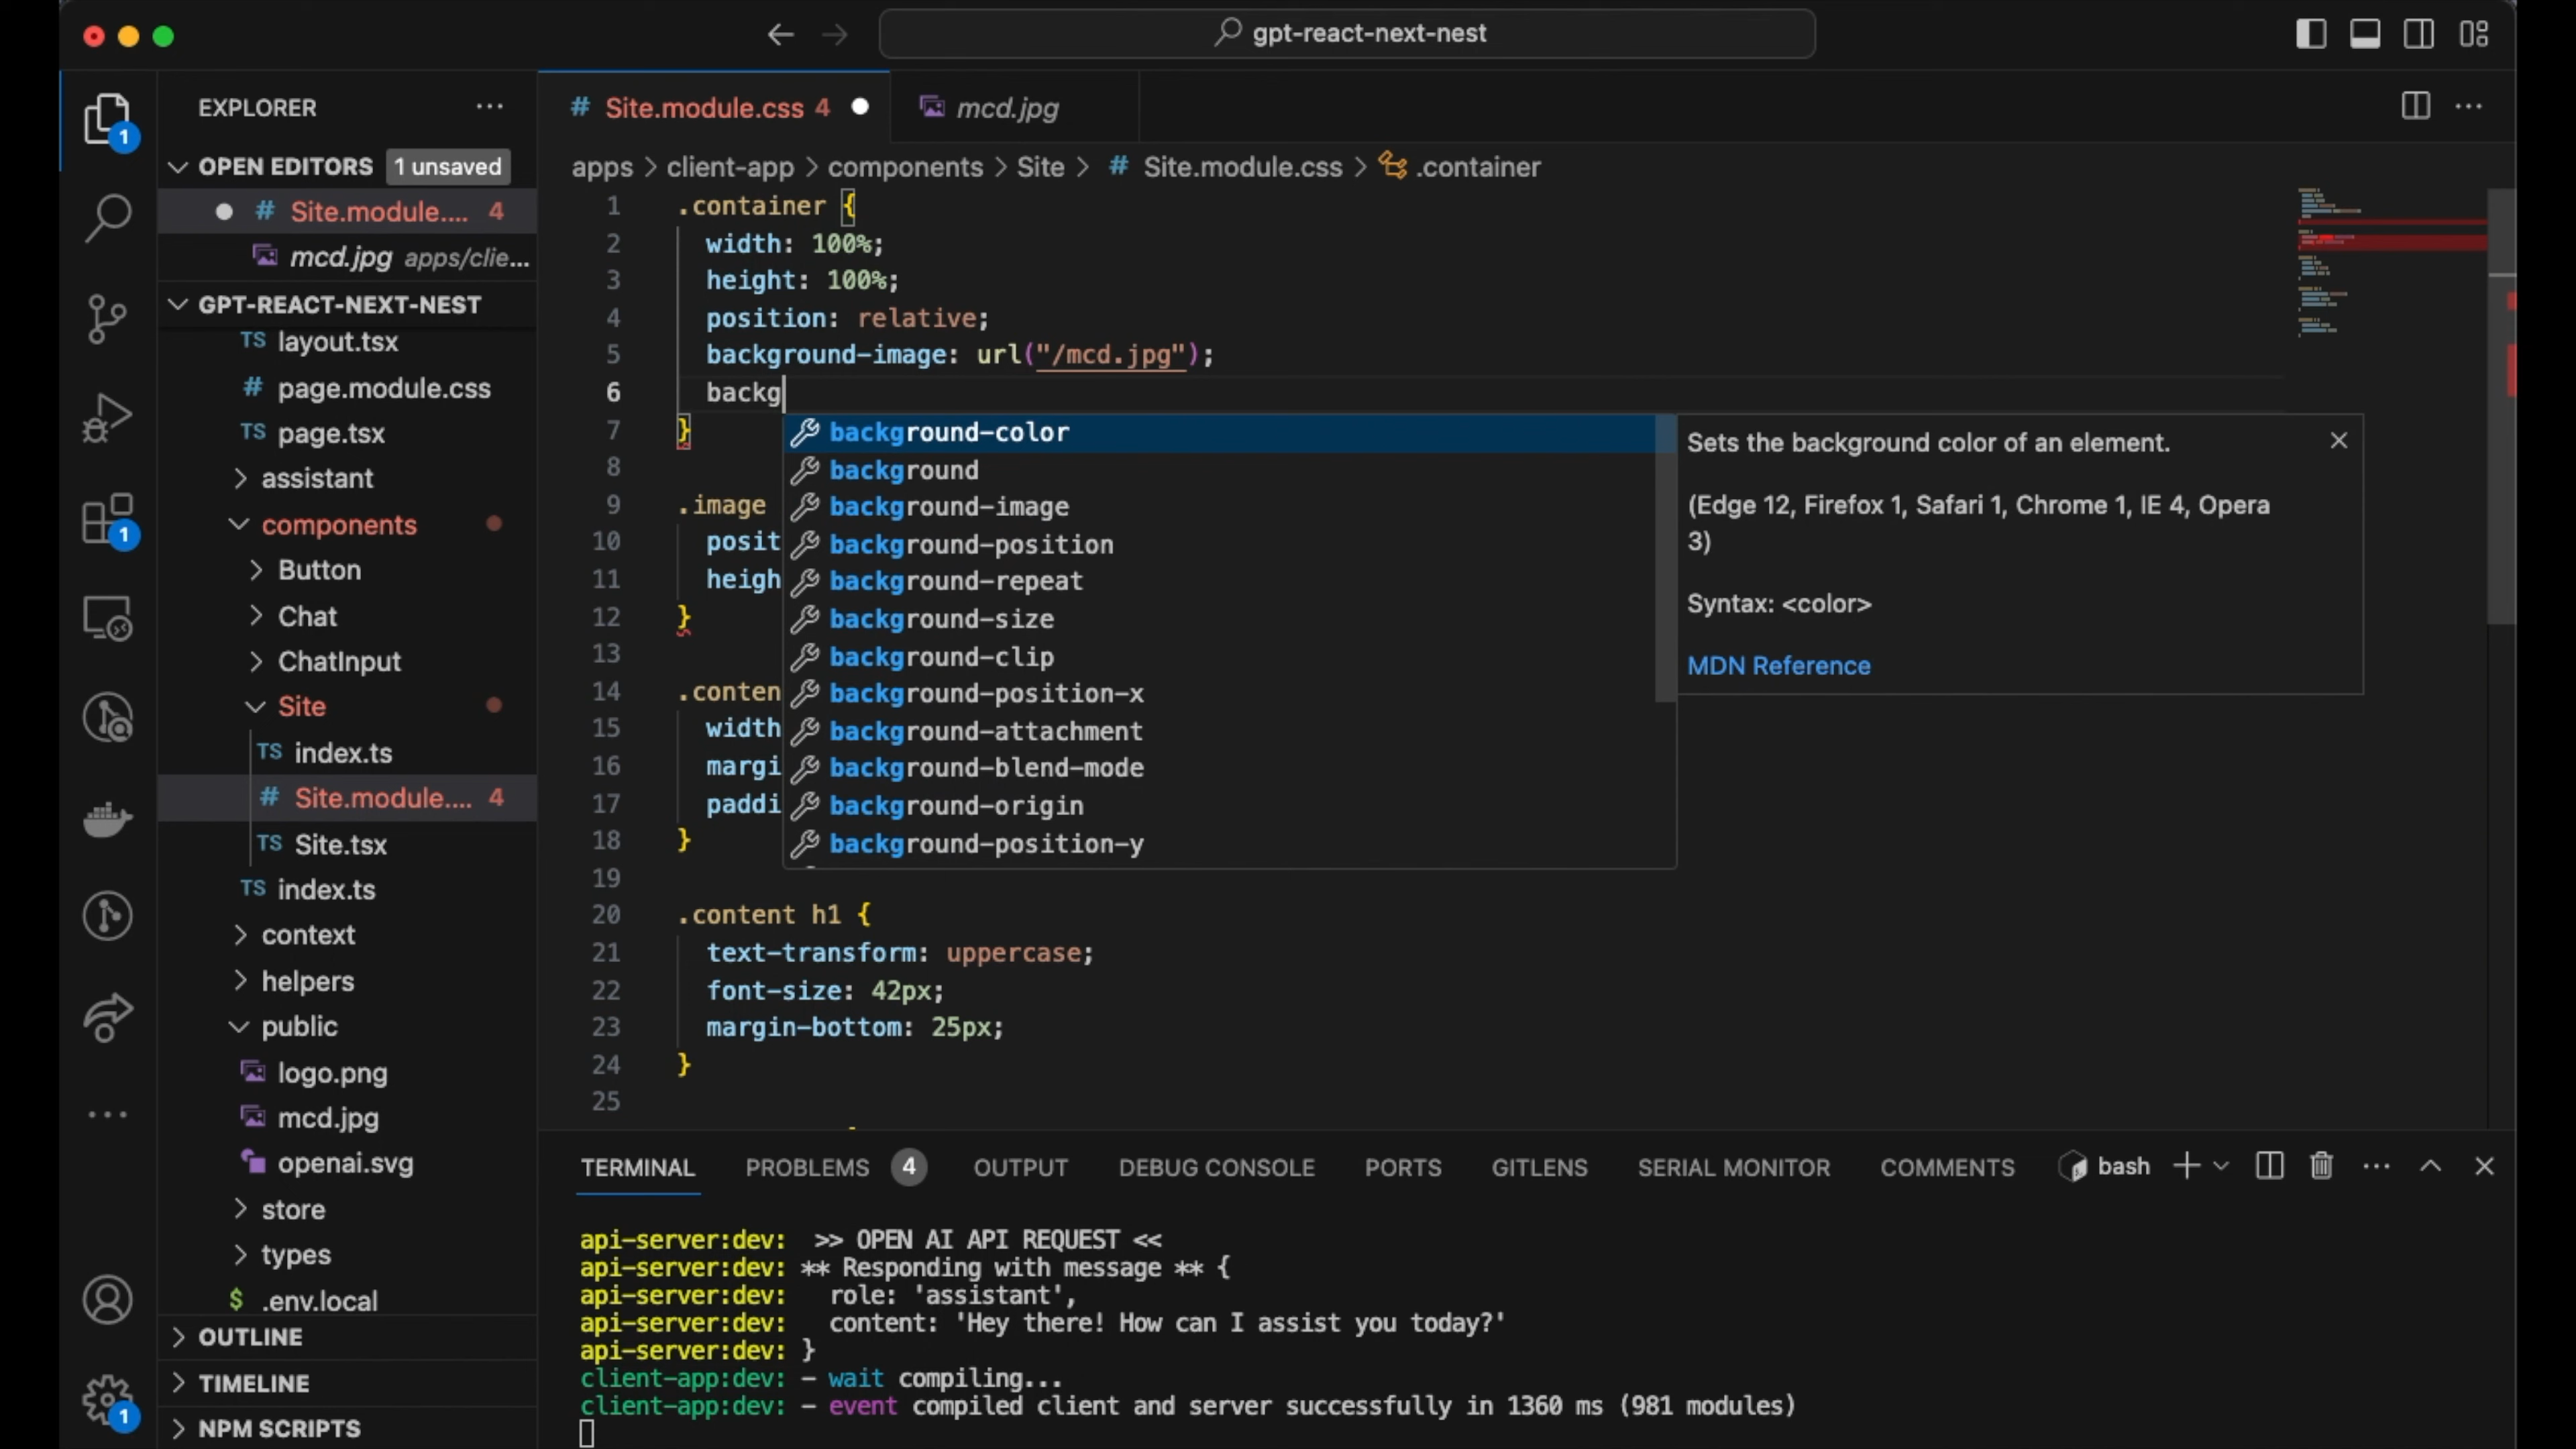 gpt-react-next-nest
EXPLORER
Site.module.css 4
mcd.jpg
OPEN EDITORS 1 unsaved
# Site.module.... 4
mcd.jpg apps/clie...
GPT-REACT-NEXT-NEST
TS layout.tsx
# page.module.css
TS page.tsx
assistant
components
Button
Chat
ChatInput
Site
TS index.ts
# Site.module.... 4
TS Site.tsx
TS index.ts
context
helpers
public
logo.png
mcd.jpg
openai.svg
store
types
$ .env.local
OUTLINE
TIMELINE
NPM SCRIPTS
1
1
1
apps > client-app > components > Site > # Site.module.css > .container
1 .container {
2 width: 100%;
3 height: 100%;
4 position: relative;
5 background-image: url("/mcd.jpg");
6 backg
7 }
8
9 .image
10 posit
11 heigh
12 }
13
14 .conten
15 width
16 margi
17 paddi
18 }
19
20 .content h1 {
21 text-transform: uppercase;
22 font-size: 42px;
23 margin-bottom: 25px;
24 }
25
background-color
background
background-image
background-position
background-repeat
background-size
background-clip
background-position-x
background-attachment
background-blend-mode
background-origin
background-position-y
Sets the background color of an element.
(Edge 12, Firefox 1, Safari 1, Chrome 1, IE 4, Opera
3)
Syntax: <color>
MDN Reference
TERMINAL PROBLEMS 4 OUTPUT DEBUG CONSOLE PORTS GITLENS SERIAL MONITOR COMMENTS bash
api-server:dev: >> OPEN AI API REQUEST <<
api-server:dev: ** Responding with message ** {
api-server:dev: role: 'assistant',
api-server:dev: content: 'Hey there! How can I assist you today?'
api-server:dev: }
client-app:dev: - wait compiling...
client-app:dev: - event compiled client and server successfully in 1360 ms (981 modules)